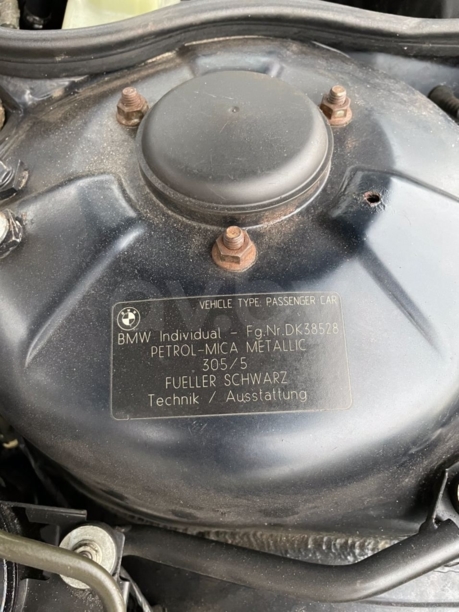 VEHICLE TYPE: PASSENGER CAR
BMW Individual - Fg.Nr.DK38528
PETROL-MICA METALLIC
305/5
FUELLER SCHWARZ
Technik / Ausstattung